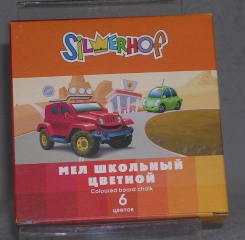 SilWERHOF
МЕЛ ШКОЛЬНЫЙ
ЦВЕТНОЙ
Coloured board chalk
6
цветов